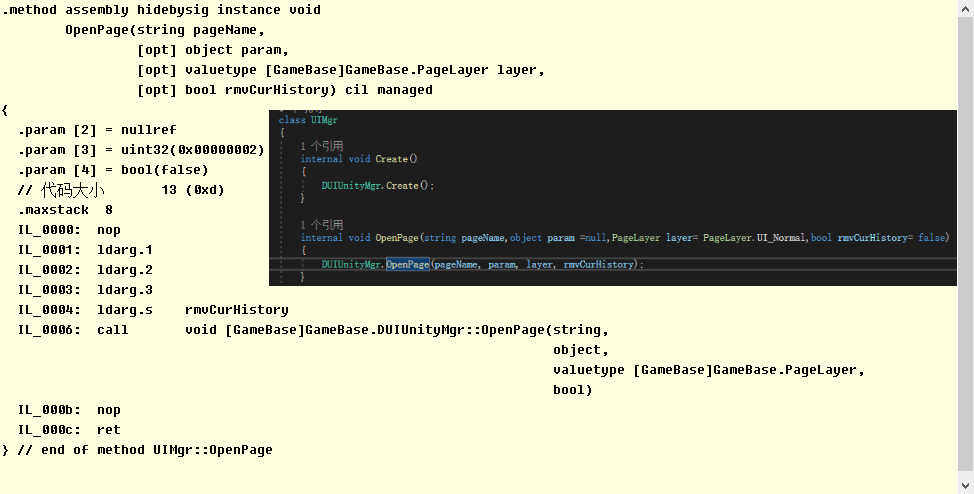 .method assembly hidebysig instance void
OpenPage(string pageName,
[opt] object param,
[opt] valuetype [GameBase]GameBase.PageLayer layer,
[opt] bool rmvCurHistory) cil managed
{
.param [2] = nullref
.param [3] = uint32(0x00000002)
.param [4] = bool(false)
// 代码大小       13 (0xd)
.maxstack  8
IL_0000:  nop
IL_0001:  ldarg.1
IL_0002:  ldarg.2
IL_0003:  ldarg.3
IL_0004:  ldarg.s    rmvCurHistory
IL_0006:  call       void [GameBase]GameBase.DUIUnityMgr::OpenPage(string,
object,
valuetype [GameBase]GameBase.PageLayer,
bool)
IL_000b:  nop
IL_000c:  ret
} // end of method UIMgr::OpenPage
class UIMgr
{
1 个引用
internal void Create()
{
DUIUnityMgr.Create();
}
1 个引用
internal void OpenPage(string pageName,object param =null,PageLayer layer= PageLayer.UI_Normal,bool rmvCurHistory= false)
{
DUIUnityMgr.OpenPage(pageName, param, layer, rmvCurHistory);
}